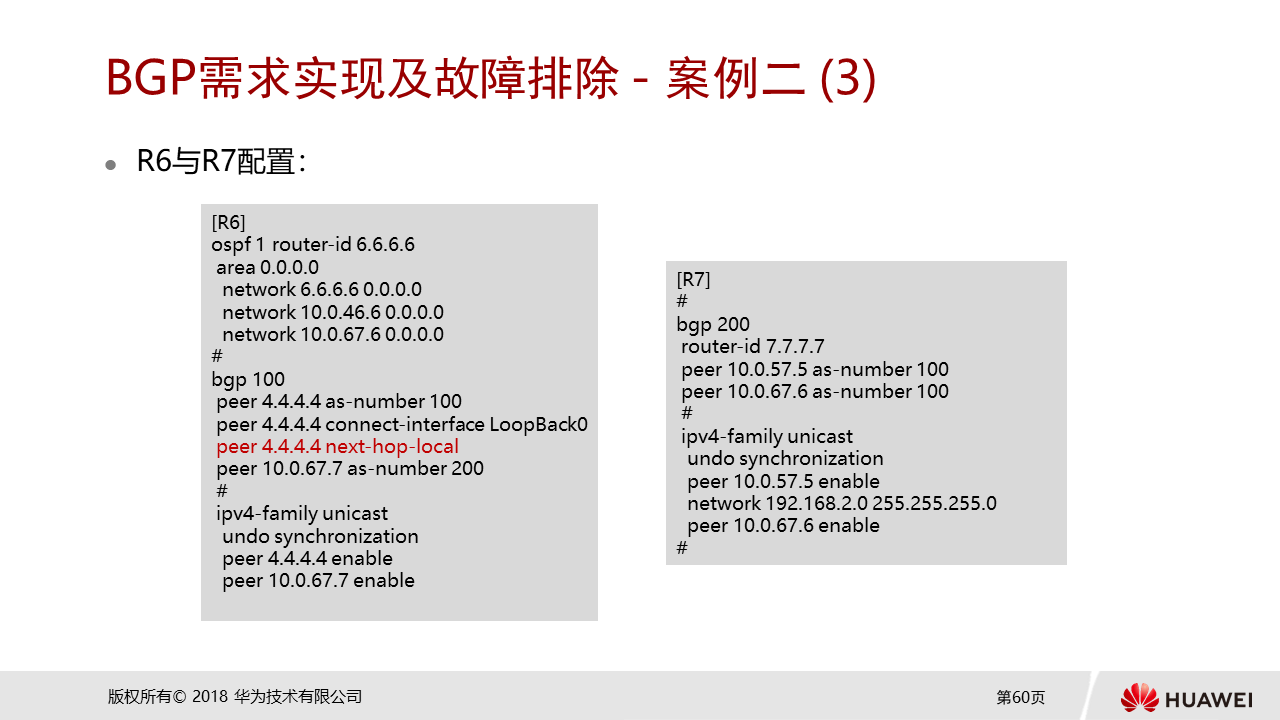 BGP需求实现及故障排除 - 案例二 (3)
● R6与R7配置：
[R6]
ospf 1 router-id 6.6.6.6
 area 0.0.0.0
  network 6.6.6.6 0.0.0.0
  network 10.0.46.6 0.0.0.0
  network 10.0.67.6 0.0.0.0
#
bgp 100
 peer 4.4.4.4 as-number 100
 peer 4.4.4.4 connect-interface LoopBack0
 peer 4.4.4.4 next-hop-local
 peer 10.0.67.7 as-number 200
 #
 ipv4-family unicast
  undo synchronization
  peer 4.4.4.4 enable
  peer 10.0.67.7 enable
[R7]
#
bgp 200
 router-id 7.7.7.7
 peer 10.0.57.5 as-number 100
 peer 10.0.67.6 as-number 100
 #
 ipv4-family unicast
  undo synchronization
  peer 10.0.57.5 enable
  network 192.168.2.0 255.255.255.0
  peer 10.0.67.6 enable
#
版权所有© 2018 华为技术有限公司
第60页
HUAWEI